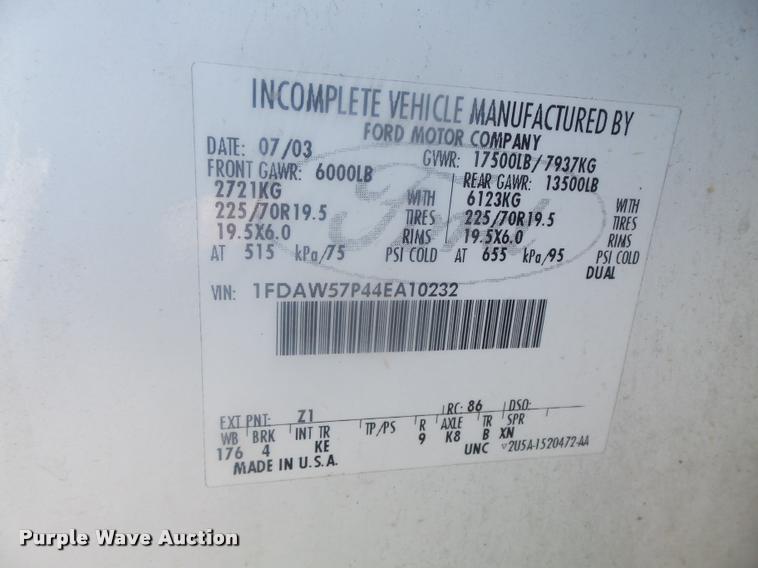 INCOMPLETE VEHICLE MANUFACTURED BY
FORD MOTOR COMPANY
DATE: 07/03 GVWR: 17500LB/7937KG
FRONT GAWR: 6000LB REAR GAWR: 13500LB
2721KG WITH 6123KG WITH
225/70R19.5 TIRES 225/70R19.5 TIRES
19.5X6.0 RIMS 19.5X6.0 RIMS
AT 515 kPa/75 PSI COLD AT 655 kPa/95 PSI COLD
DUAL
Ford
VIN: 1FDAW57P44EA10232
EXT PNT: Z1 RC: 86 DSO:
WB BRK INT TR TP/PS R AXLE TR SPR
176 4 KE 9 K8 B XN
MADE IN U.S.A. UNC ▽2U5A-1520472-AA
Purple Wave Auction